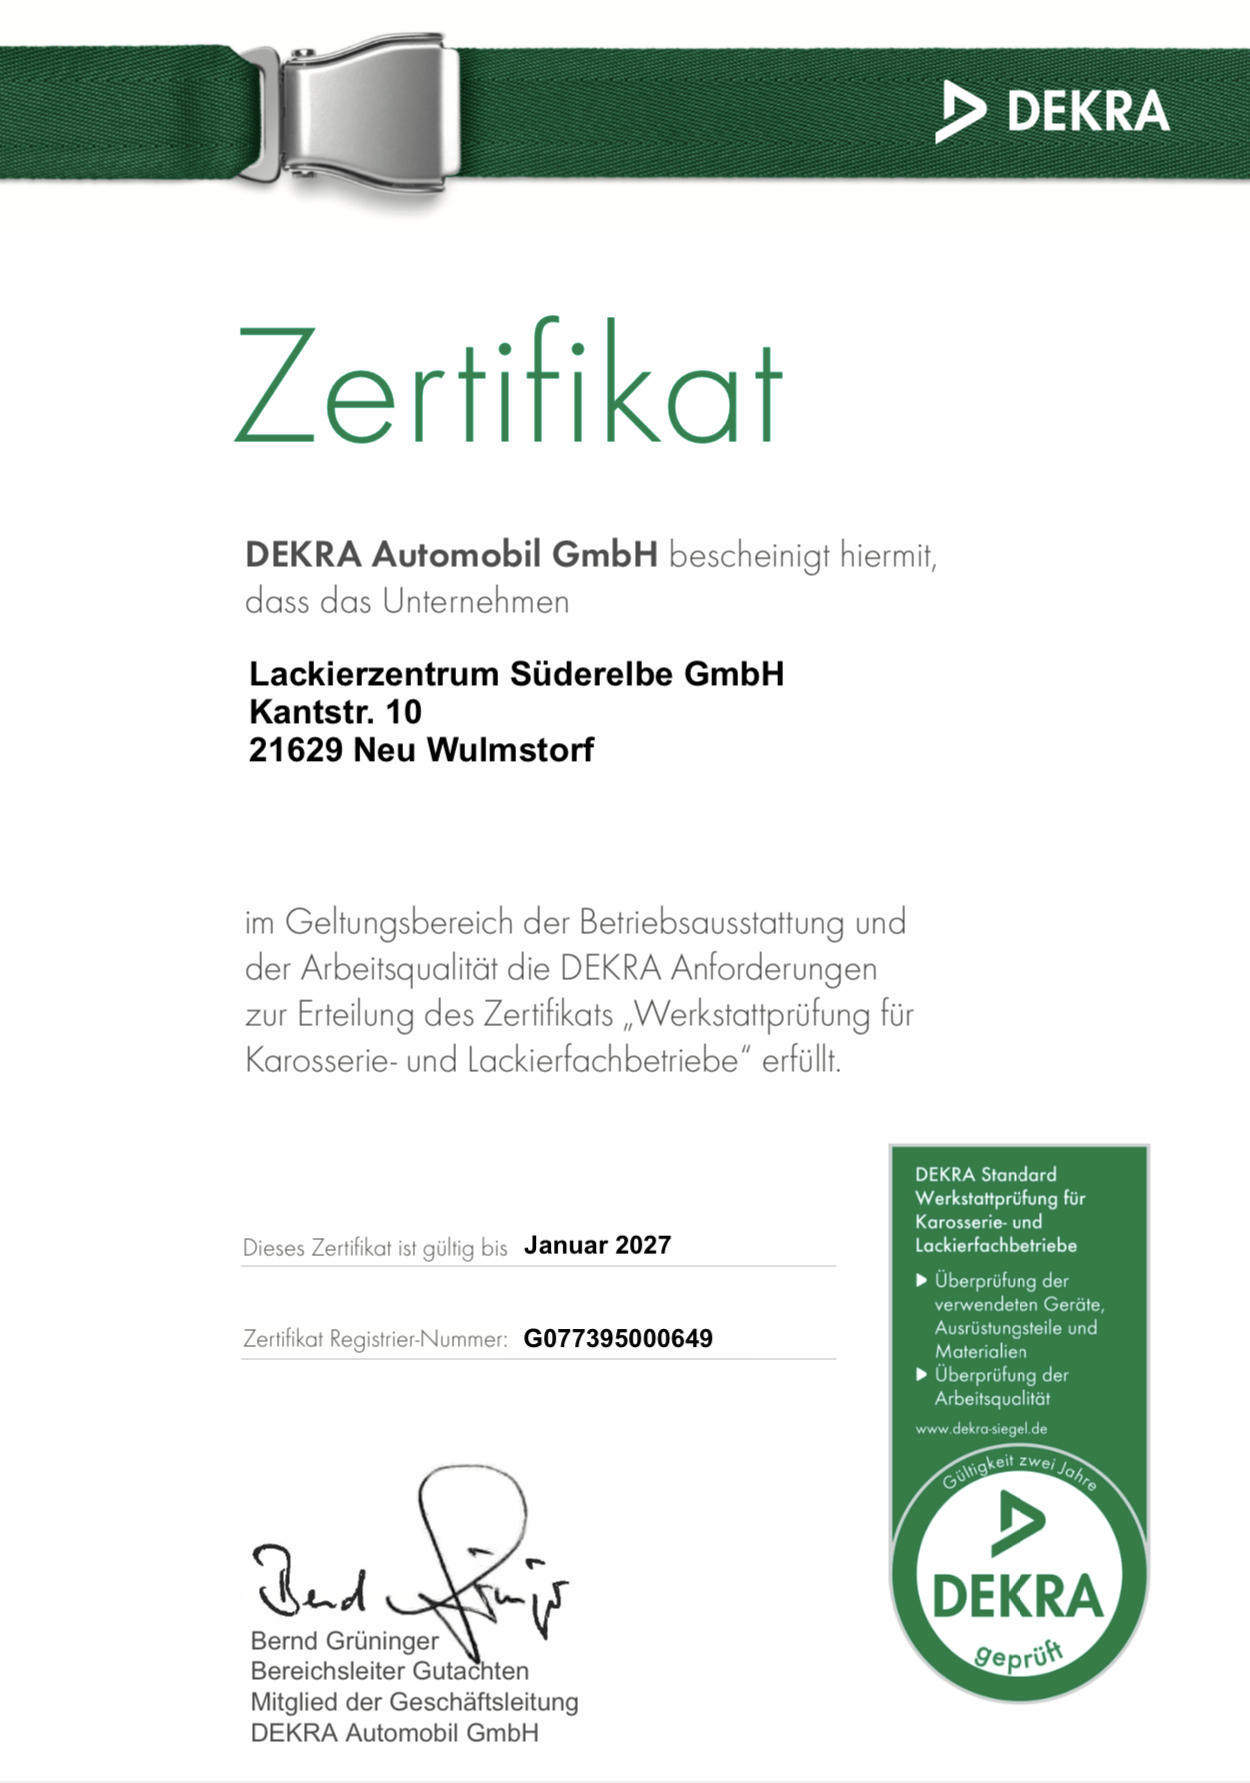 DEKRA
Zertifikat
DEKRA Automobil GmbH bescheinigt hiermit,
dass das Unternehmen
Lackierzentrum Süderelbe GmbH
Kantstr. 10
21629 Neu Wulmstorf
im Geltungsbereich der Betriebsausstattung und
der Arbeitsqualität die DEKRA Anforderungen
zur Erteilung des Zertifikats „Werkstattprüfung für
Karosserie- und Lackierfachbetriebe“ erfüllt.
Dieses Zertifikat ist gültig bis Januar 2027
Zertifikat Registrier-Nummer: G077395000649
Bernd Grüninger
Bernd Grüninger
Bereichsleiter Gutachten
Mitglied der Geschäftsleitung
DEKRA Automobil GmbH
DEKRA Standard
Werkstattprüfung für
Karosserie- und
Lackierfachbetriebe
Überprüfung der
verwendeten Geräte,
Ausrüstungsteile und
Materialien
Überprüfung der
Arbeitsqualität
www.dekra-siegel.de
Gültigkeit zwei Jahre
DEKRA
geprüft